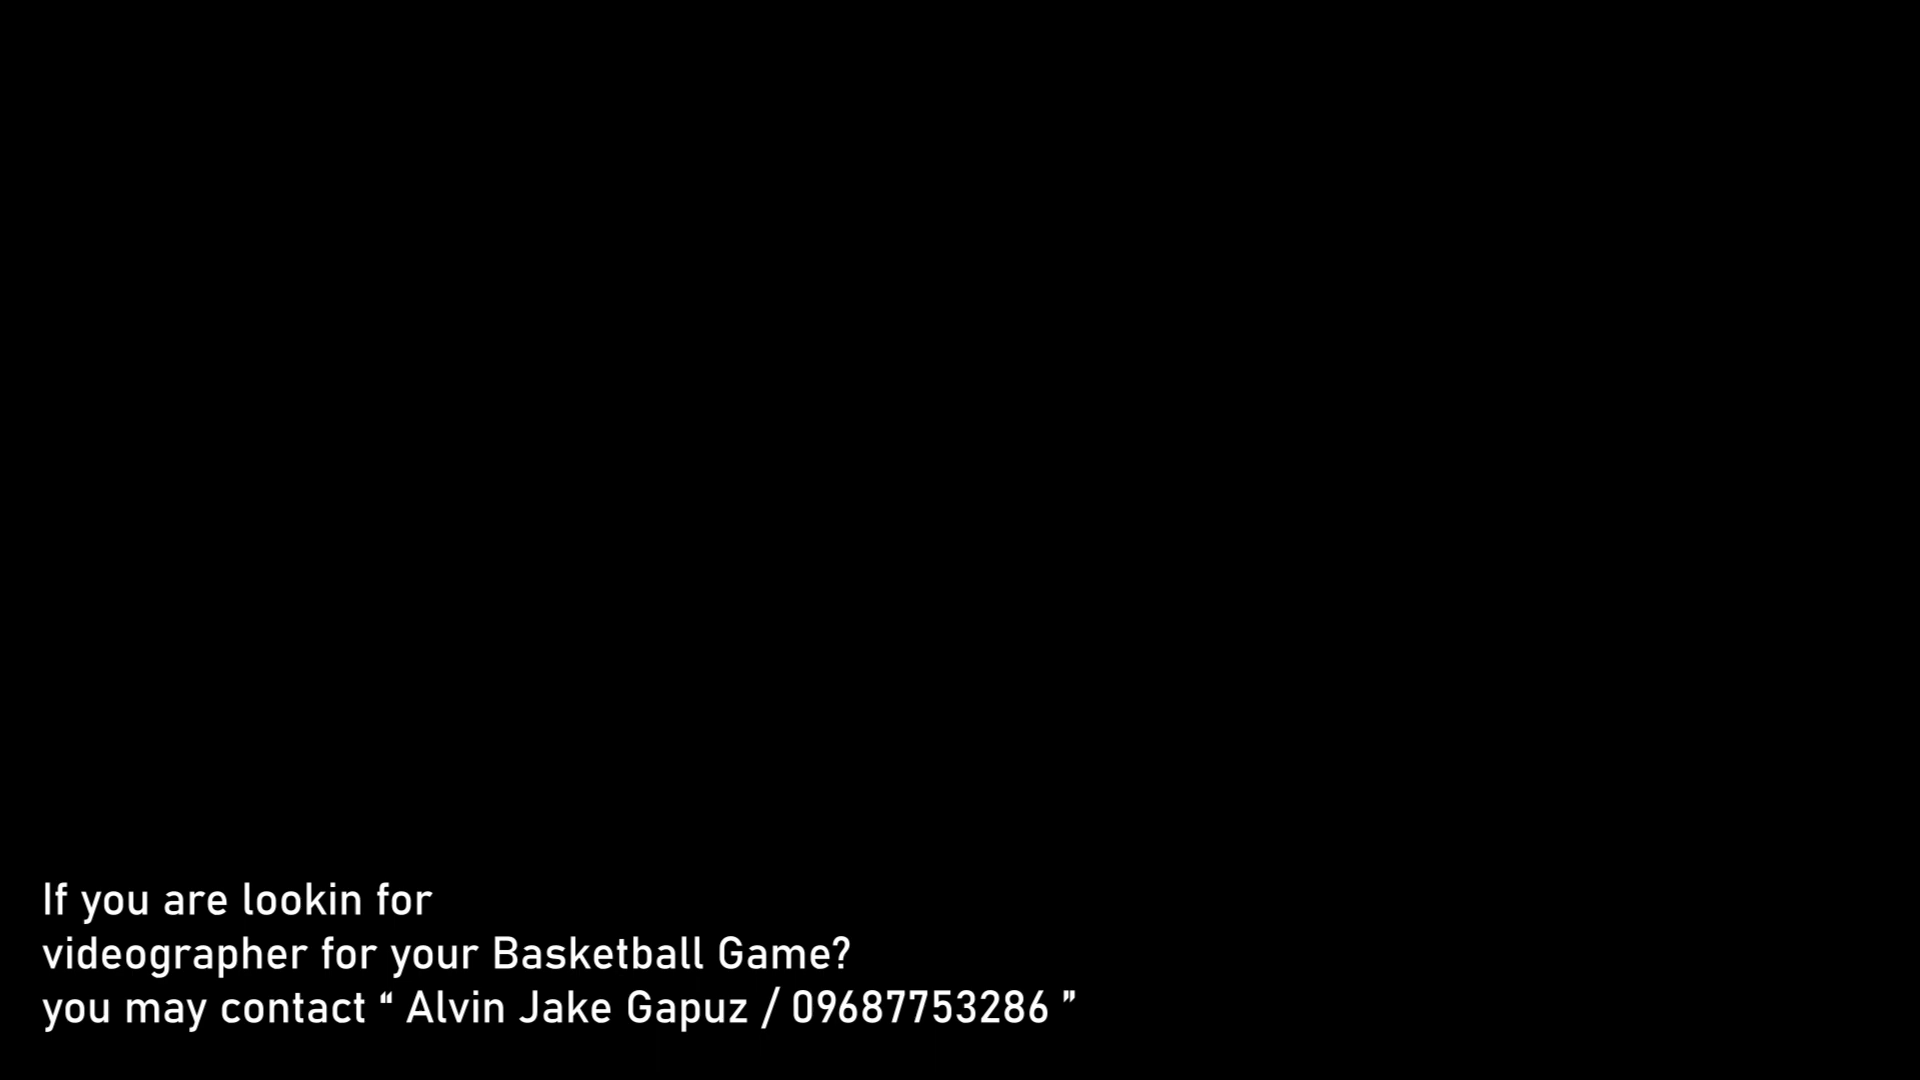 If you are lookin for
videographer for your Basketball Game?
you may contact “ Alvin Jake Gapuz / 09687753286 ”